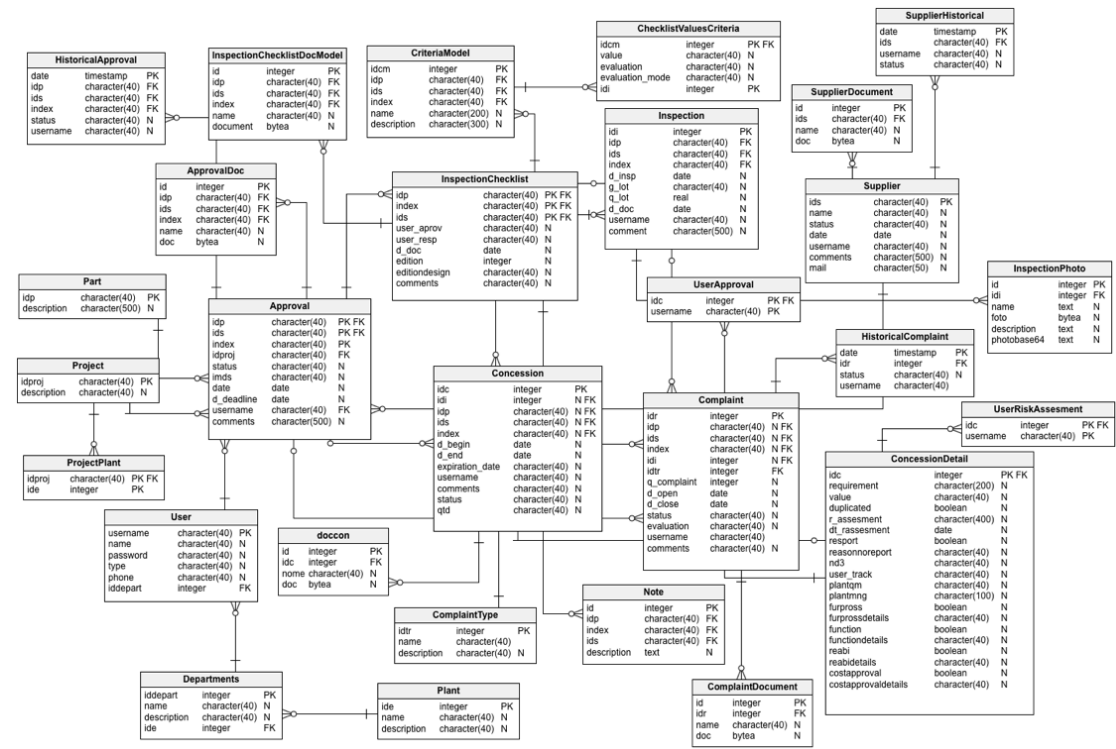 HistoricalApproval
date timestamp PK
idp character(40) FK
ids character(40) FK
index character(40) FK
status character(40) N
username character(40) N
InspectionChecklistDocModel
id integer PK
idp character(40) FK
ids character(40) FK
index character(40) FK
name character(40) N
document bytea N
CriteriaModel
idcm integer PK
idp character(40) FK
ids character(40) FK
index character(40) FK
name character(200) N
description character(300) N
ChecklistValuesCriteria
idcm integer PK FK
value character(40) N
evaluation character(40) N
evaluation_mode character(40) N
idi integer PK
SupplierHistorical
date timestamp PK
ids character(40) FK
username character(40) N
status character(40) N
SupplierDocument
id integer PK
ids character(40) FK
name character(40) N
doc bytea N
Inspection
idi integer PK
idp character(40) FK
ids character(40) FK
index character(40) FK
d_insp date N
g_lot character(40) N
q_lot real N
d_doc date N
username character(40) N
comment character(500) N
ApprovalDoc
id integer PK
idp character(40) FK
ids character(40) FK
index character(40) FK
name character(40) N
doc bytea N
InspectionChecklist
idp character(40) PK FK
index character(40) PK FK
ids character(40) PK FK
user_aprov character(40) N
user_resp character(40) N
d_doc date N
edition integer N
editiondesign character(40) N
comments character(40) N
Supplier
ids character(40) PK
name character(40) N
status character(40) N
date date N
username character(40) N
comments character(500) N
mail character(50) N
InspectionPhoto
id integer PK
idi integer FK
name text N
foto bytea N
description text N
photobase64 text N
Part
idp character(40) PK
description character(500) N
UserApproval
idc integer PK FK
username character(40) PK
Approval
idp character(40) PK FK
ids character(40) PK FK
index character(40) PK
idproj character(40) FK
status character(40) N
imds character(40) N
date date N
d_deadline date N
username character(40) FK
comments character(500) N
HistoricalComplaint
date timestamp PK
idr integer FK
status character(40) N
username character(40)
Project
idproj character(40) PK
description character(40) N
Concession
idc integer PK
idi integer N FK
idp character(40) N FK
ids character(40) N FK
index character(40) N FK
d_begin date N
d_end date N
expiration_date character(40) N
username character(40) N
comments character(40) N
status character(40) N
qtd character(40) N
Complaint
idr integer PK
idp character(40) N FK
ids character(40) N FK
index character(40) N FK
idi integer N FK
idtr integer FK
q_complaint integer N
d_open date N
d_close date N
status character(40) N
evaluation character(40) N
username character(40)
comments character(40) N
UserRiskAssesment
idc integer PK FK
username character(40) PK
ProjectPlant
idproj character(40) PK FK
ide integer PK
ConcessionDetail
idc integer PK FK
requirement character(200) N
value character(40) N
duplicated boolean N
r_assesment character(400) N
dt_rassesment date N
resport boolean N
reasonnoreport character(40) N
nd3 character(40) N
user_track character(40) N
plantqm character(40) N
plantmng character(100) N
furpross boolean N
furprossdetails character(40) N
function boolean N
functiondetails character(40) N
reabi boolean N
reabidetails character(40) N
costapproval boolean N
costapprovaldetails character(40) N
User
username character(40) PK
name character(40) N
password character(40) N
type character(40) N
phone character(40) N
iddepart integer FK
doccon
id integer PK
idc integer FK
nome character(40) N
doc bytea N
ComplaintType
idtr integer PK
name character(40)
description character(40) N
Note
id integer PK
idp character(40) FK
index character(40) FK
ids character(40) FK
description text N
Departments
iddepart integer PK
name character(40) N
description character(40) N
ide integer FK
Plant
ide integer PK
name character(40) N
description character(40) N
ComplaintDocument
id integer PK
idr integer FK
name character(40) N
doc bytea N